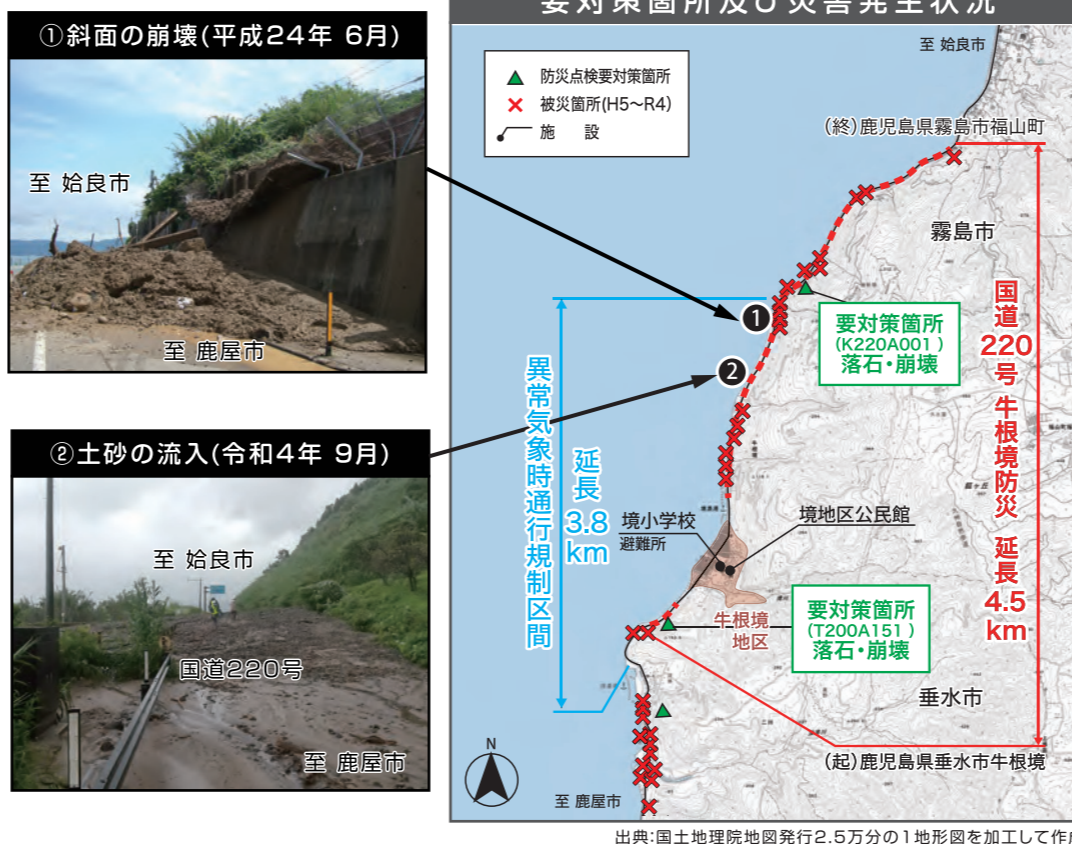 要対策箇所及び災害発生状況
①斜面の崩壊(平成24年 6月)
至 姶良市
至 鹿屋市
②土砂の流入(令和4年 9月)
至 姶良市
国道220号
至 鹿屋市
至 姶良市
防災点検要対策箇所
被災箇所(H5〜R4)
施 設
(終)鹿児島県霧島市福山町
霧島市
要対策箇所
(K220A001)
落石・崩壊
国道220号 牛根境防災 延長4.5km
1
2
異常気象時通行規制区間
延長3.8km
境小学校
避難所
境地区公民館
牛根境
地区
要対策箇所
(T200A151)
落石・崩壊
垂水市
(起)鹿児島県垂水市牛根境
N
至 鹿屋市
出典:国土地理院地図発行2.5万分の1地形図を加工して作成